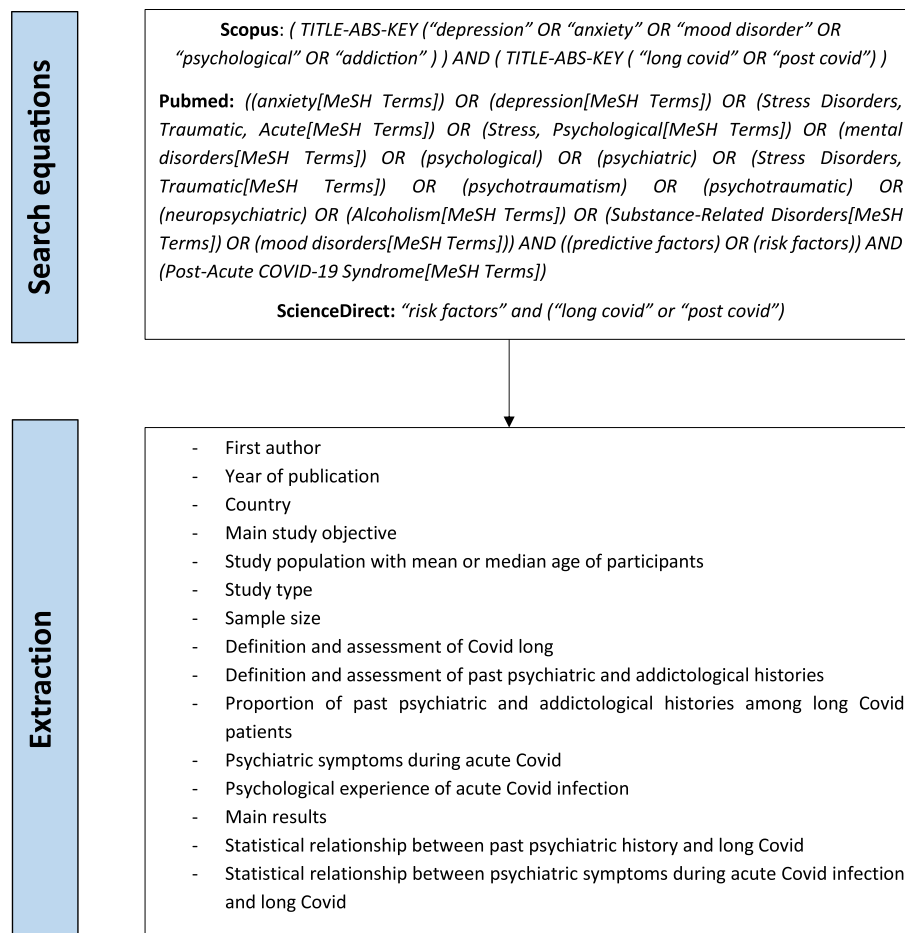 Search equations
Scopus: ( TITLE-ABS-KEY (“depression” OR “anxiety” OR “mood disorder” OR
“psychological” OR “addiction” ) ) AND ( TITLE-ABS-KEY ( “long covid” OR “post covid”) )
Pubmed: ((anxiety[MeSH Terms]) OR (depression[MeSH Terms]) OR (Stress Disorders,
Traumatic, Acute[MeSH Terms]) OR (Stress, Psychological[MeSH Terms]) OR (mental
disorders[MeSH Terms]) OR (psychological) OR (psychiatric) OR (Stress Disorders,
Traumatic[MeSH Terms]) OR (psychotraumatism) OR (psychotraumatic) OR
(neuropsychiatric) OR (Alcoholism[MeSH Terms]) OR (Substance-Related Disorders[MeSH
Terms]) OR (mood disorders[MeSH Terms])) AND ((predictive factors) OR (risk factors)) AND
(Post-Acute COVID-19 Syndrome[MeSH Terms])
ScienceDirect: “risk factors” and (“long covid” or “post covid”)
Extraction
- First author
- Year of publication
- Country
- Main study objective
- Study population with mean or median age of participants
- Study type
- Sample size
- Definition and assessment of Covid long
- Definition and assessment of past psychiatric and addictological histories
- Proportion of past psychiatric and addictological histories among long Covid
patients
- Psychiatric symptoms during acute Covid
- Psychological experience of acute Covid infection
- Main results
- Statistical relationship between past psychiatric history and long Covid
- Statistical relationship between psychiatric symptoms during acute Covid infection
and long Covid